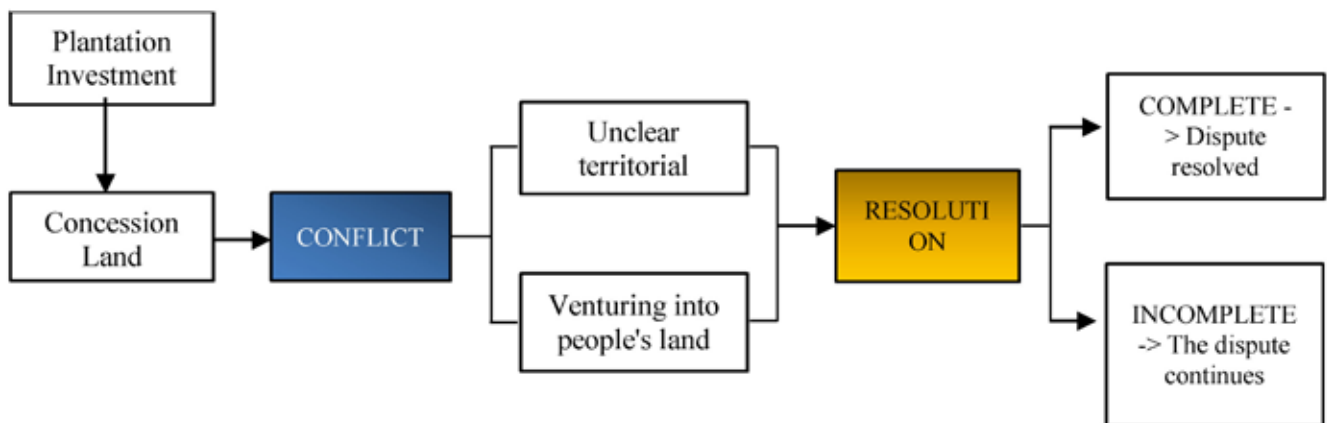 Plantation
Investment
Concession
Land
CONFLICT
Unclear
territorial
Venturing into
people's land
RESOLUTI
ON
COMPLETE -
> Dispute
resolved
INCOMPLETE
-> The dispute
continues